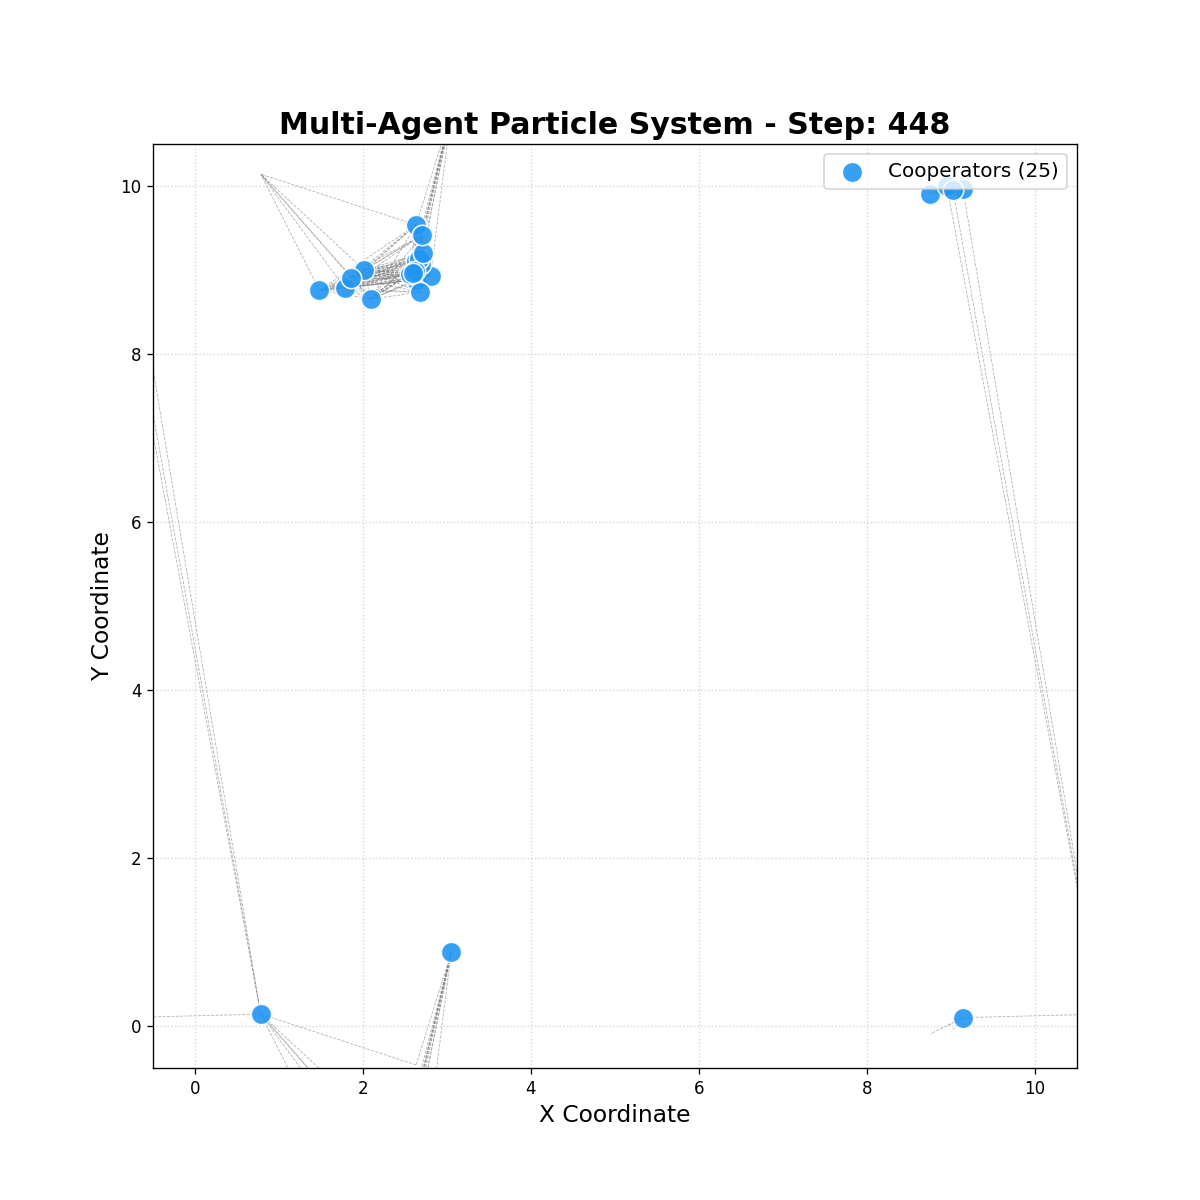 Multi-Agent Particle System - Step: 448
Cooperators (25)
10
8
6
4
2
0
Y Coordinate
0 2 4 6 8 10
X Coordinate